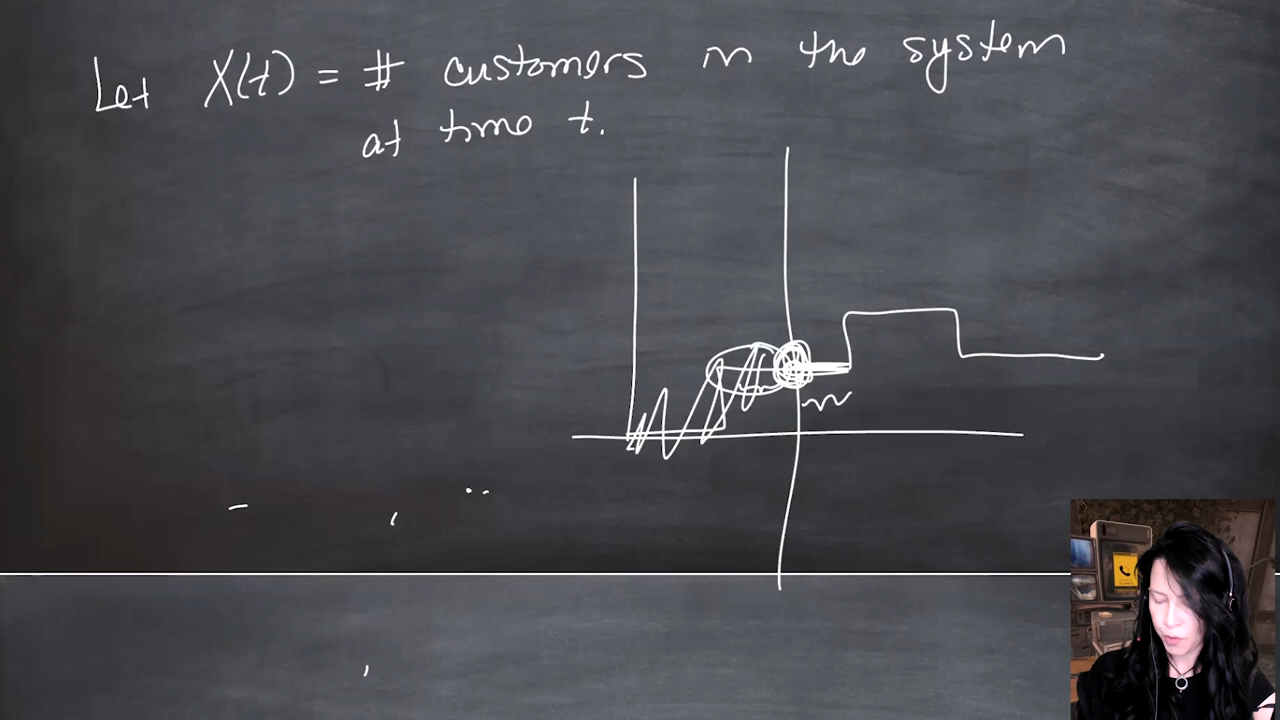 Let X(t) = # customers in the system
at time t.